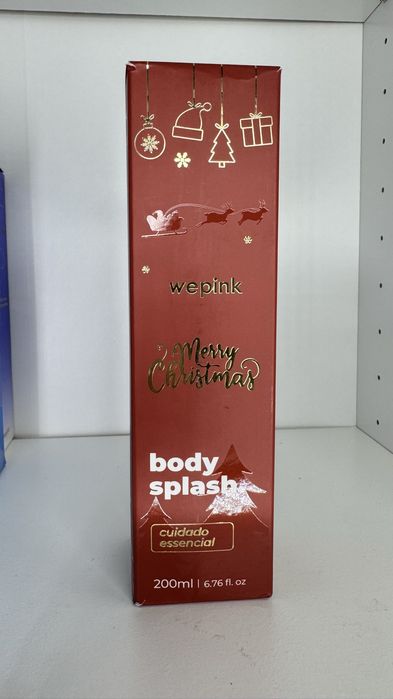 wepink
Merry
Christmas
body
splash
cuidado
essencial
200ml | 6.76 fl. oz